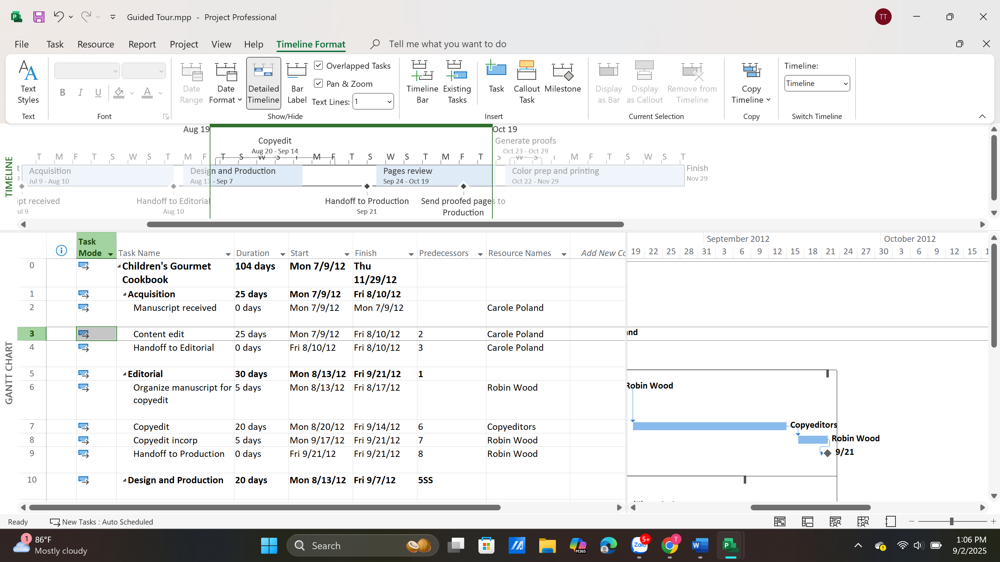 Guided Tour.mpp - Project Professional
TT
File Task Resource Report Project View Help Timeline Format Tell me what you want to do
Text Styles
Text
B I U A
Font
Date Range
Date Format
Detailed Timeline
Bar Label
Overlapped Tasks
Pan & Zoom
Text Lines: 1
Show/Hide
Timeline Bar
Existing Tasks
Task
Callout Task
Milestone
Insert
Display as Bar
Display as Callout
Remove from Timeline
Current Selection
Copy Timeline
Copy
Timeline:
Timeline
Switch Timeline
TIMELINE
Aug 19 Oct 19
Copyedit Generate proofs
Aug 20 - Sep 14 Oct 23 - Oct 29
T M F T S W S T M F T S W S T M F T S W S T M F T S W S T M F T S W S T
Acquisition Design and Production Pages review Color prep and printing Finish
Jul 9 - Aug 10 Aug 13 - Sep 7 Sep 24 - Oct 19 Oct 22 - Nov 29 Nov 29
ipt received Handoff to Editorial Handoff to Production Send proofed pages to
ul 9 Aug 10 Sep 21 Production
GANTT CHART
Task Mode Task Name Duration Start Finish Predecessors Resource Names Add New Co
September 2012 October 2012
19 22 25 28 31 3 6 9 12 15 18 21 24 27 30 3 6 9 12 15 1
0 Children's Gourmet Cookbook 104 days Mon 7/9/12 Thu 11/29/12
1 Acquisition 25 days Mon 7/9/12 Fri 8/10/12
2 Manuscript received 0 days Mon 7/9/12 Mon 7/9/12 Carole Poland
3 Content edit 25 days Mon 7/9/12 Fri 8/10/12 2 Carole Poland
4 Handoff to Editorial 0 days Fri 8/10/12 Fri 8/10/12 3 Carole Poland
5 Editorial 30 days Mon 8/13/12 Fri 9/21/12 1
6 Organize manuscript for copyedit 5 days Mon 8/13/12 Fri 8/17/12 Robin Wood
7 Copyedit 20 days Mon 8/20/12 Fri 9/14/12 6 Copyeditors
8 Copyedit incorp 5 days Mon 9/17/12 Fri 9/21/12 7 Robin Wood
9 Handoff to Production 0 days Fri 9/21/12 Fri 9/21/12 8 Robin Wood
10 Design and Production 20 days Mon 8/13/12 Fri 9/7/12 5SS
and
Robin Wood
Copyeditors
Robin Wood
9/21
Ready New Tasks : Auto Scheduled
1 86°F
Mostly cloudy
Search
M365
Zalo 5+
T
W
P
1:06 PM
9/2/2025